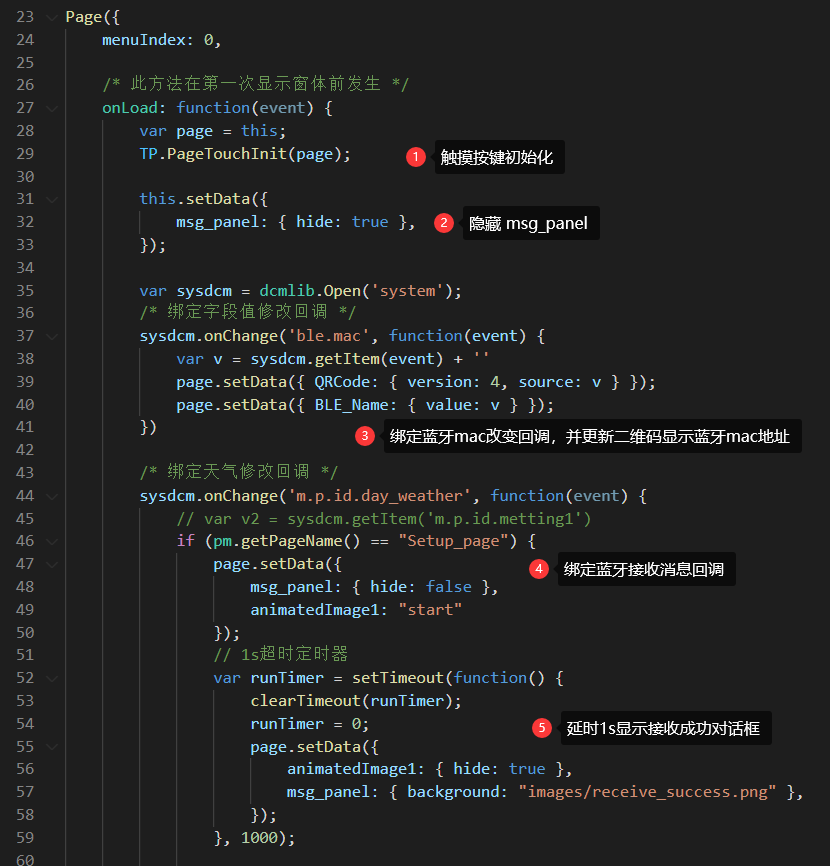 23 Page({
24     menuIndex: 0,
25
26     /* 此方法在第一次显示窗体前发生 */
27     onLoad: function(event) {
28         var page = this;
29         TP.PageTouchInit(page); 1 触摸按键初始化
30
31         this.setData({
32             msg_panel: { hide: true }, 2 隐藏 msg_panel
33         });
34
35         var sysdcm = dcmlib.Open('system');
36         /* 绑定字段值修改回调 */
37         sysdcm.onChange('ble.mac', function(event) {
38             var v = sysdcm.getItem(event) + ''
39             page.setData({ QRCode: { version: 4, source: v } });
40             page.setData({ BLE_Name: { value: v } });
41         })
3 绑定蓝牙mac改变回调，并更新二维码显示蓝牙mac地址
42
43         /* 绑定天气修改回调 */
44         sysdcm.onChange('m.p.id.day_weather', function(event) {
45             // var v2 = sysdcm.getItem('m.p.id.metting1')
46             if (pm.getPageName() == "Setup_page") {
47                 page.setData({ 4 绑定蓝牙接收消息回调
48                     msg_panel: { hide: false },
49                     animatedImage1: "start"
50                 });
51                 // 1s超时定时器
52                 var runTimer = setTimeout(function() {
53                     clearTimeout(runTimer);
54                     runTimer = 0; 5 延时1s显示接收成功对话框
55                     page.setData({
56                         animatedImage1: { hide: true },
57                         msg_panel: { background: "images/receive_success.png" },
58                     });
59                 }, 1000);
60